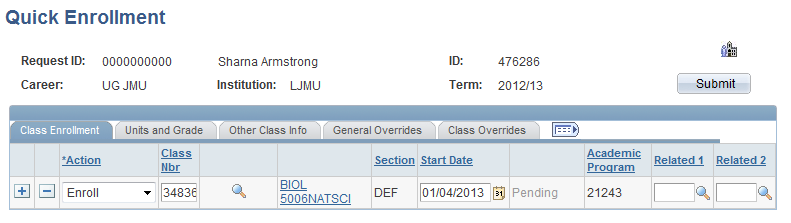 Quick Enrollment
Request ID: 0000000000 Sharna Armstrong ID: 476286
Career: UG JMU Institution: LJMU Term: 2012/13 Submit
Class Enrollment Units and Grade Other Class Info General Overrides Class Overrides
*Action Class Nbr Section Start Date Academic Program Related 1 Related 2
Enroll 34836 BIOL 5006NATSCI DEF 01/04/2013 31 Pending 21243